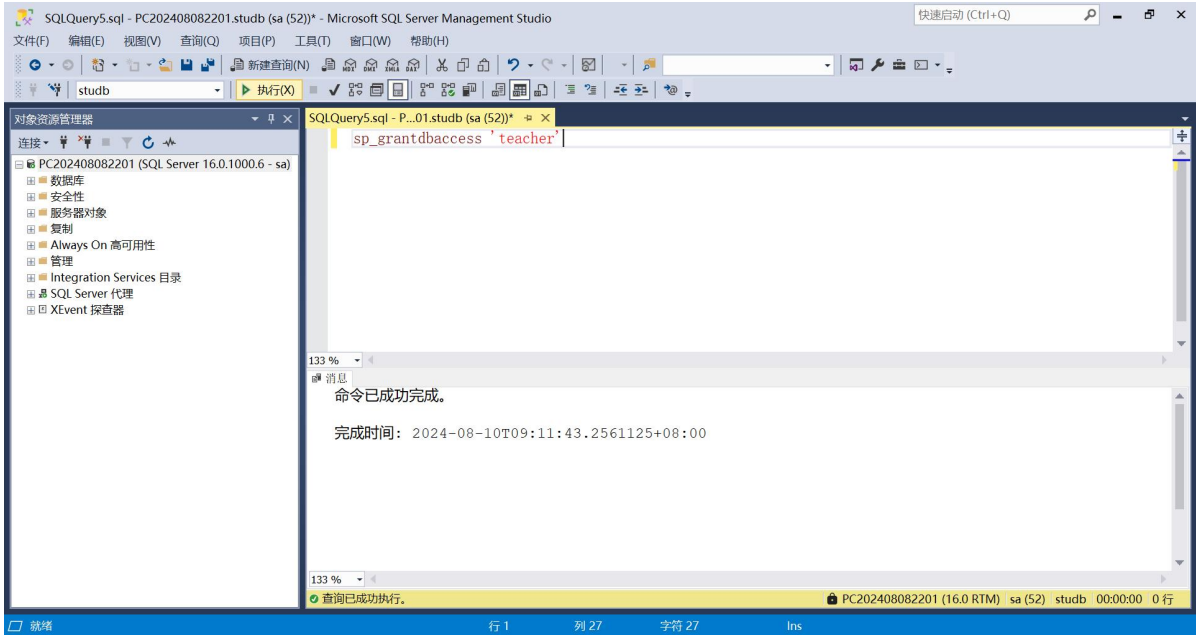 SQLQuery5.sql - PC202408082201.studb (sa (52))* - Microsoft SQL Server Management Studio
快速启动 (Ctrl+Q)
文件(F) 编辑(E) 视图(V) 查询(Q) 项目(P) 工具(T) 窗口(W) 帮助(H)
新建查询(N) MDX DMX XMLA DAX
studb 执行(X)
对象资源管理器
连接
PC202408082201 (SQL Server 16.0.1000.6 - sa)
数据库
安全性
服务器对象
复制
Always On 高可用性
管理
Integration Services 目录
SQL Server 代理
XEvent 探查器
SQLQuery5.sql - P...01.studb (sa (52))*
sp_grantdbaccess 'teacher'
133 %
消息
命令已成功完成。
完成时间: 2024-08-10T09:11:43.2561125+08:00
133 %
查询已成功执行。 PC202408082201 (16.0 RTM) sa (52) studb 00:00:00 0 行
就绪 行 1 列 27 字符 27 Ins